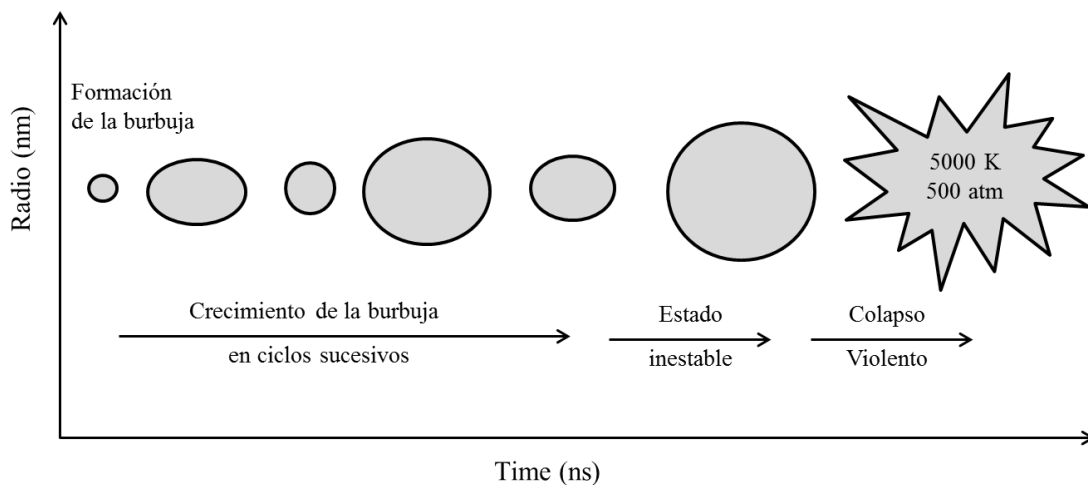 Radio (nm)
Formación
de la burbuja
5000 K
500 atm
Crecimiento de la burbuja
en ciclos sucesivos
Estado
inestable
Colapso
Violento
Time (ns)